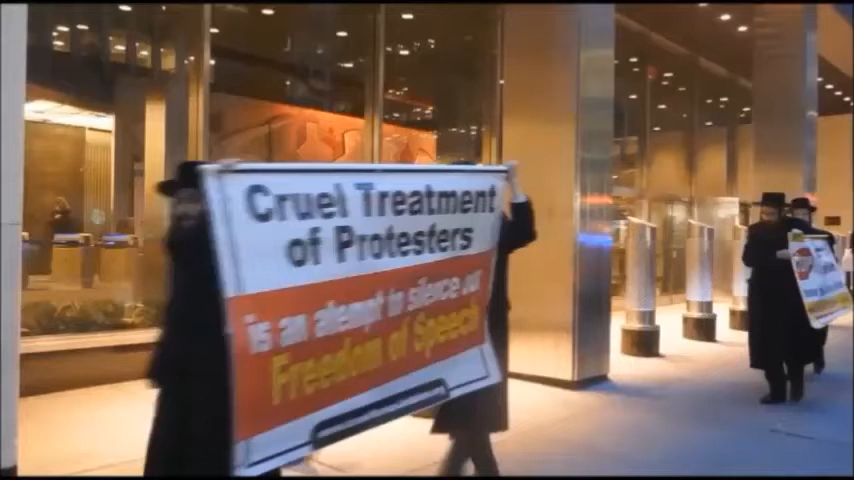 Cruel Treatment
of Protesters
is an atempt to silence our
Freedom of Speech